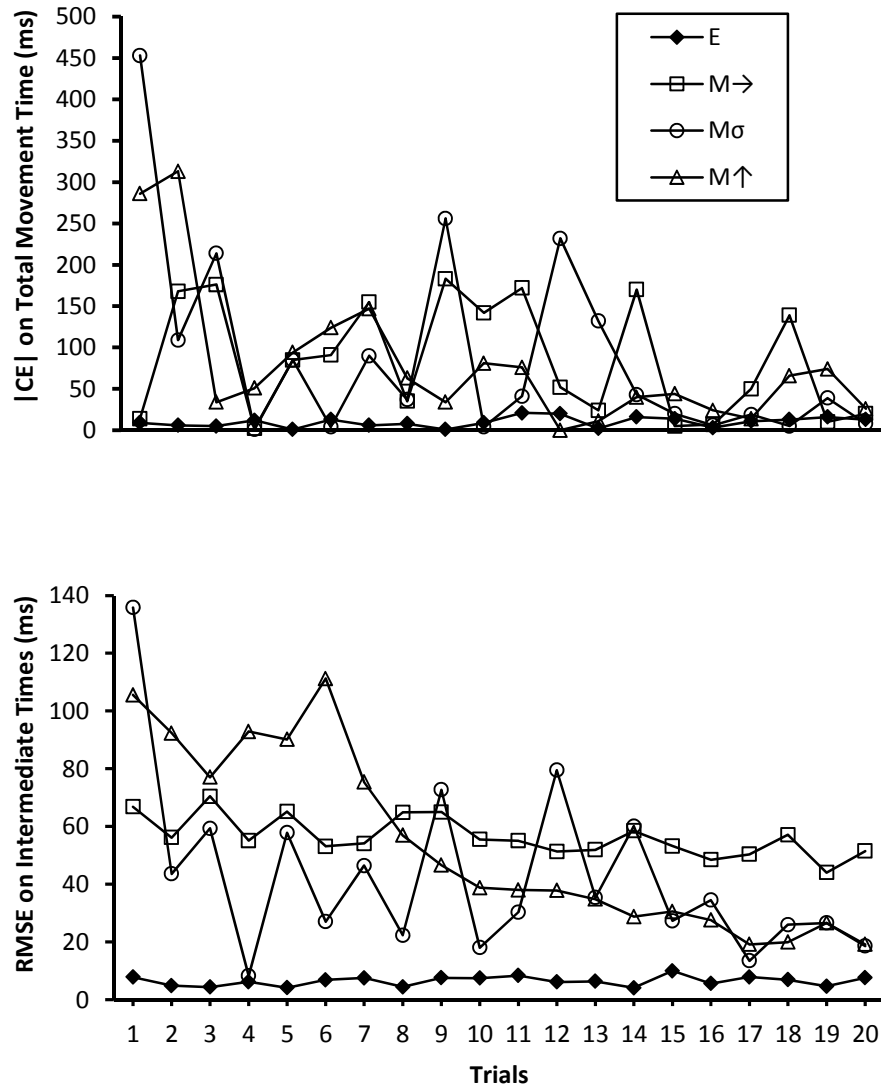 |CE| on Total Movement Time (ms)
500
450
400
350
300
250
200
150
100
50
0
E
M→
Mσ
M↑
RMSE on Intermediate Times (ms)
140
120
100
80
60
40
20
0
1 2 3 4 5 6 7 8 9 10 11 12 13 14 15 16 17 18 19 20
Trials